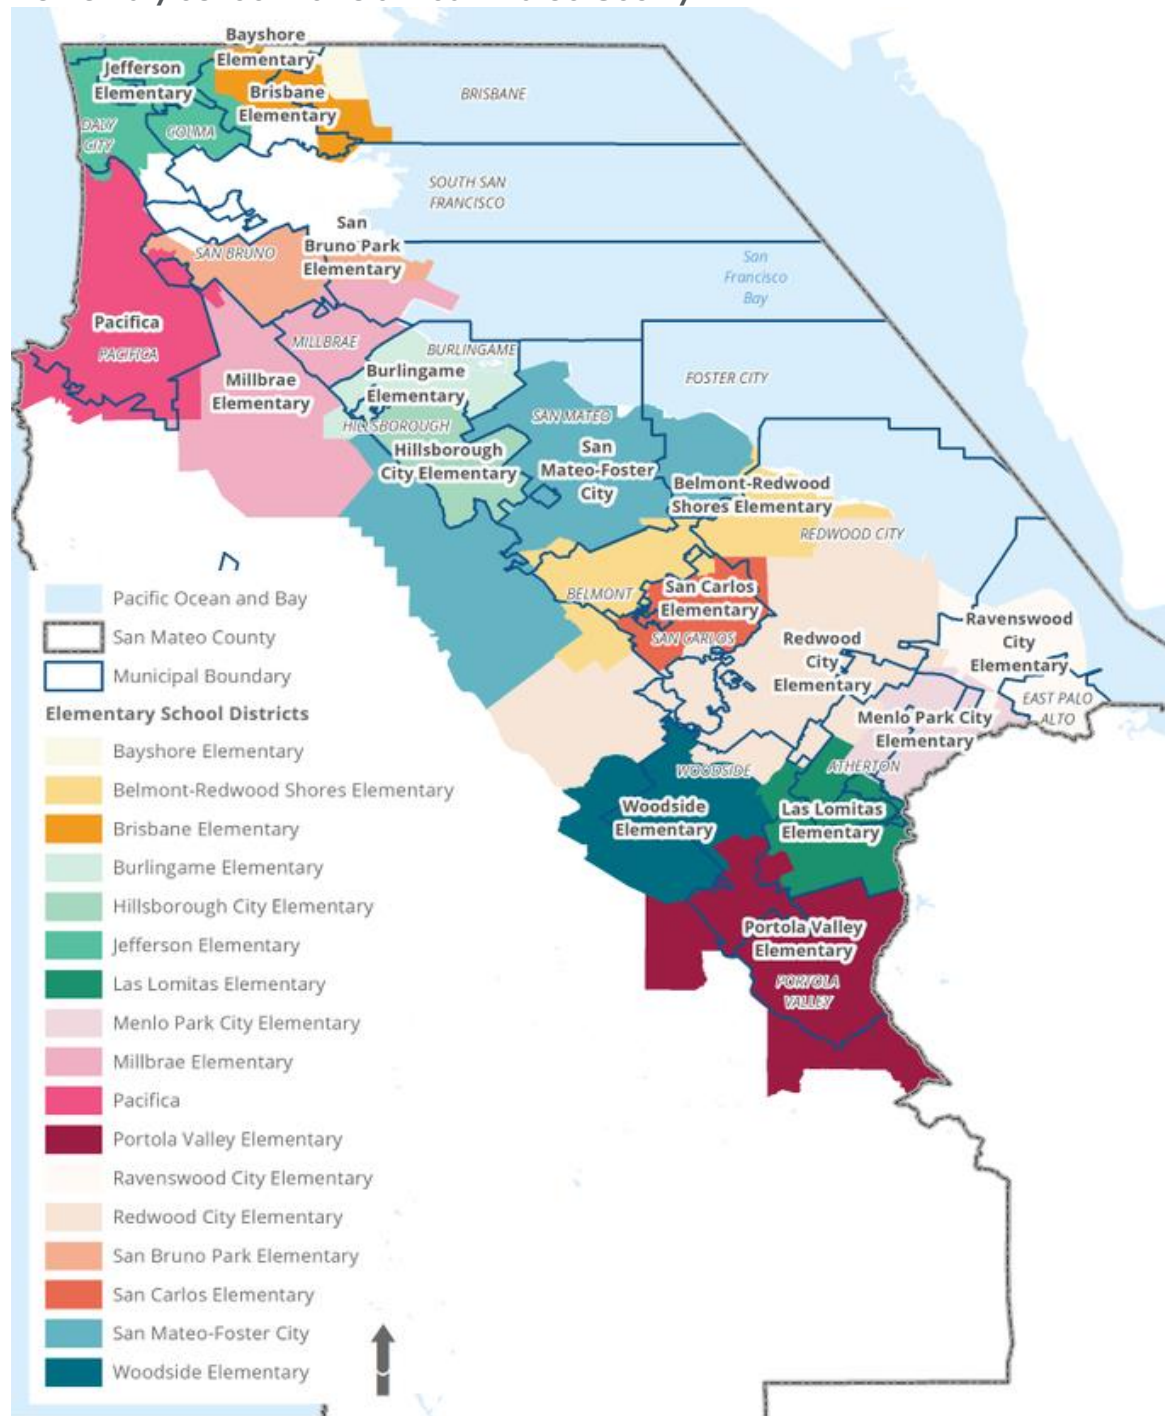 Bayshore
Elementary
Jefferson
Elementary
Brisbane
Elementary
BRISBANE
DALY
CITY
COLMA
SOUTH SAN
FRANCISCO
San
Bruno Park
Elementary
SAN BRUNO
San
Francisco
Bay
Pacifica
PACIFICA
MILLBRAE
BURLINGAME
Millbrae
Elementary
Burlingame
Elementary
FOSTER CITY
HILLSBOROUGH
SAN MATEO
Hillsborough
City Elementary
San
Mateo-Foster
City
Belmont-Redwood
Shores Elementary
REDWOOD CITY
BELMONT
San Carlos
Elementary
SAN CARLOS
Redwood
City
Elementary
Ravenswood
City
Elementary
EAST PALO
ALTO
Menlo Park City
Elementary
WOODSIDE
ATHERTON
Woodside
Elementary
Las Lomitas
Elementary
Portola Valley
Elementary
PORTOLA
VALLEY
Pacific Ocean and Bay
San Mateo County
Municipal Boundary
Elementary School Districts
Bayshore Elementary
Belmont-Redwood Shores Elementary
Brisbane Elementary
Burlingame Elementary
Hillsborough City Elementary
Jefferson Elementary
Las Lomitas Elementary
Menlo Park City Elementary
Millbrae Elementary
Pacifica
Portola Valley Elementary
Ravenswood City Elementary
Redwood City Elementary
San Bruno Park Elementary
San Carlos Elementary
San Mateo-Foster City
Woodside Elementary